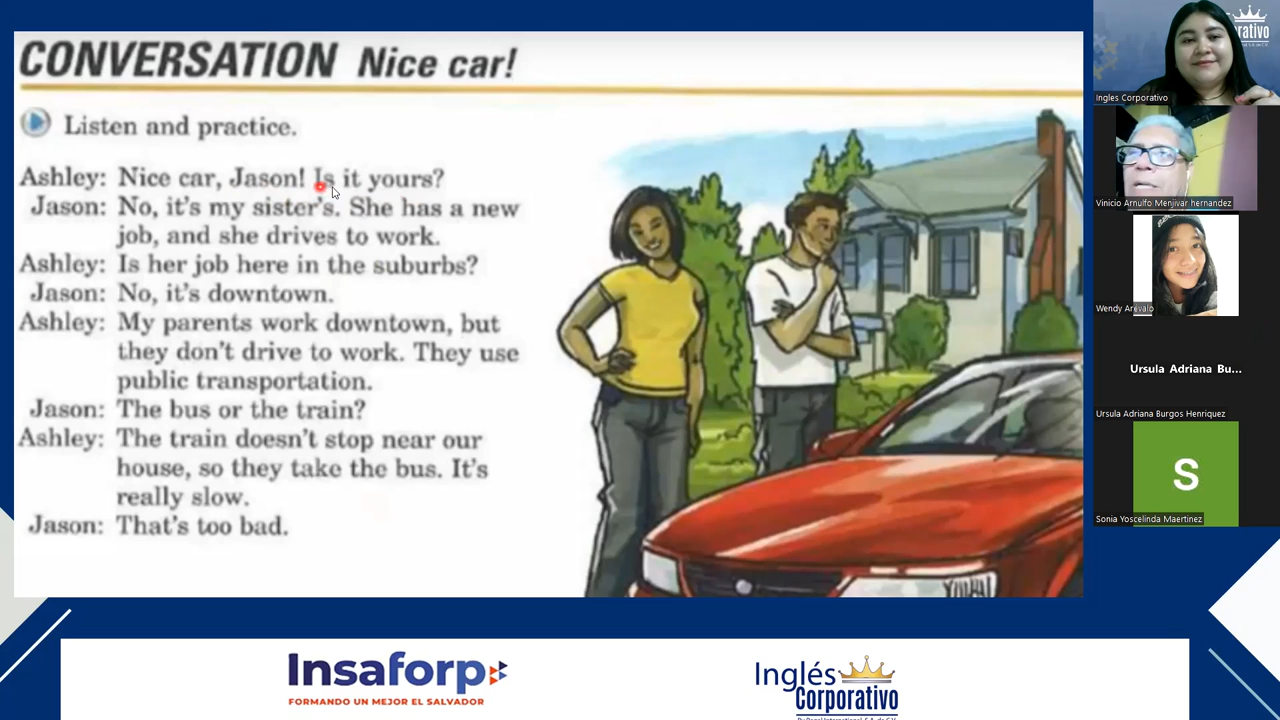 CONVERSATION Nice car!
Listen and practice.
Ashley: Nice car, Jason! Is it yours?
Jason: No, it's my sister's. She has a new
job, and she drives to work.
Ashley: Is her job here in the suburbs?
Jason: No, it's downtown.
Ashley: My parents work downtown, but
they don't drive to work. They use
public transportation.
Jason: The bus or the train?
Ashley: The train doesn't stop near our
house, so they take the bus. It's
really slow.
Jason: That's too bad.
Insaforp
FORMANDO UN MEJOR EL SALVADOR
Inglés
Corporativo
Ingles Corporativo
Vinicio Arnulfo Menjivar hernandez
Wendy Arévalo
Ursula Adriana Bu...
Ursula Adriana Burgos Henriquez
S
Sonia Yoscelinda Maertinez